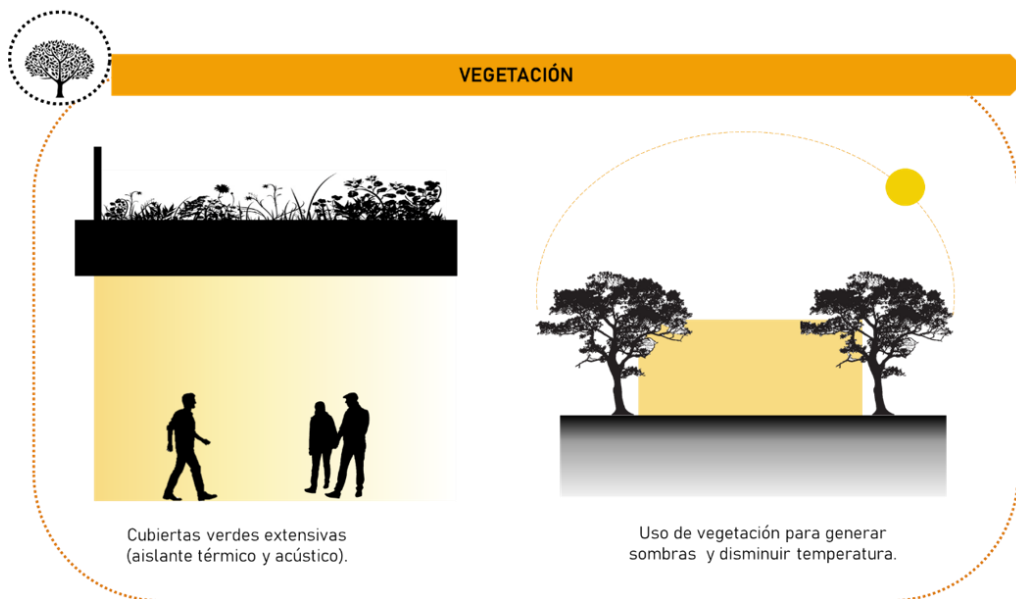 VEGETACIÓN
Cubiertas verdes extensivas
(aislante térmico y acústico).
Uso de vegetación para generar
sombras y disminuir temperatura.